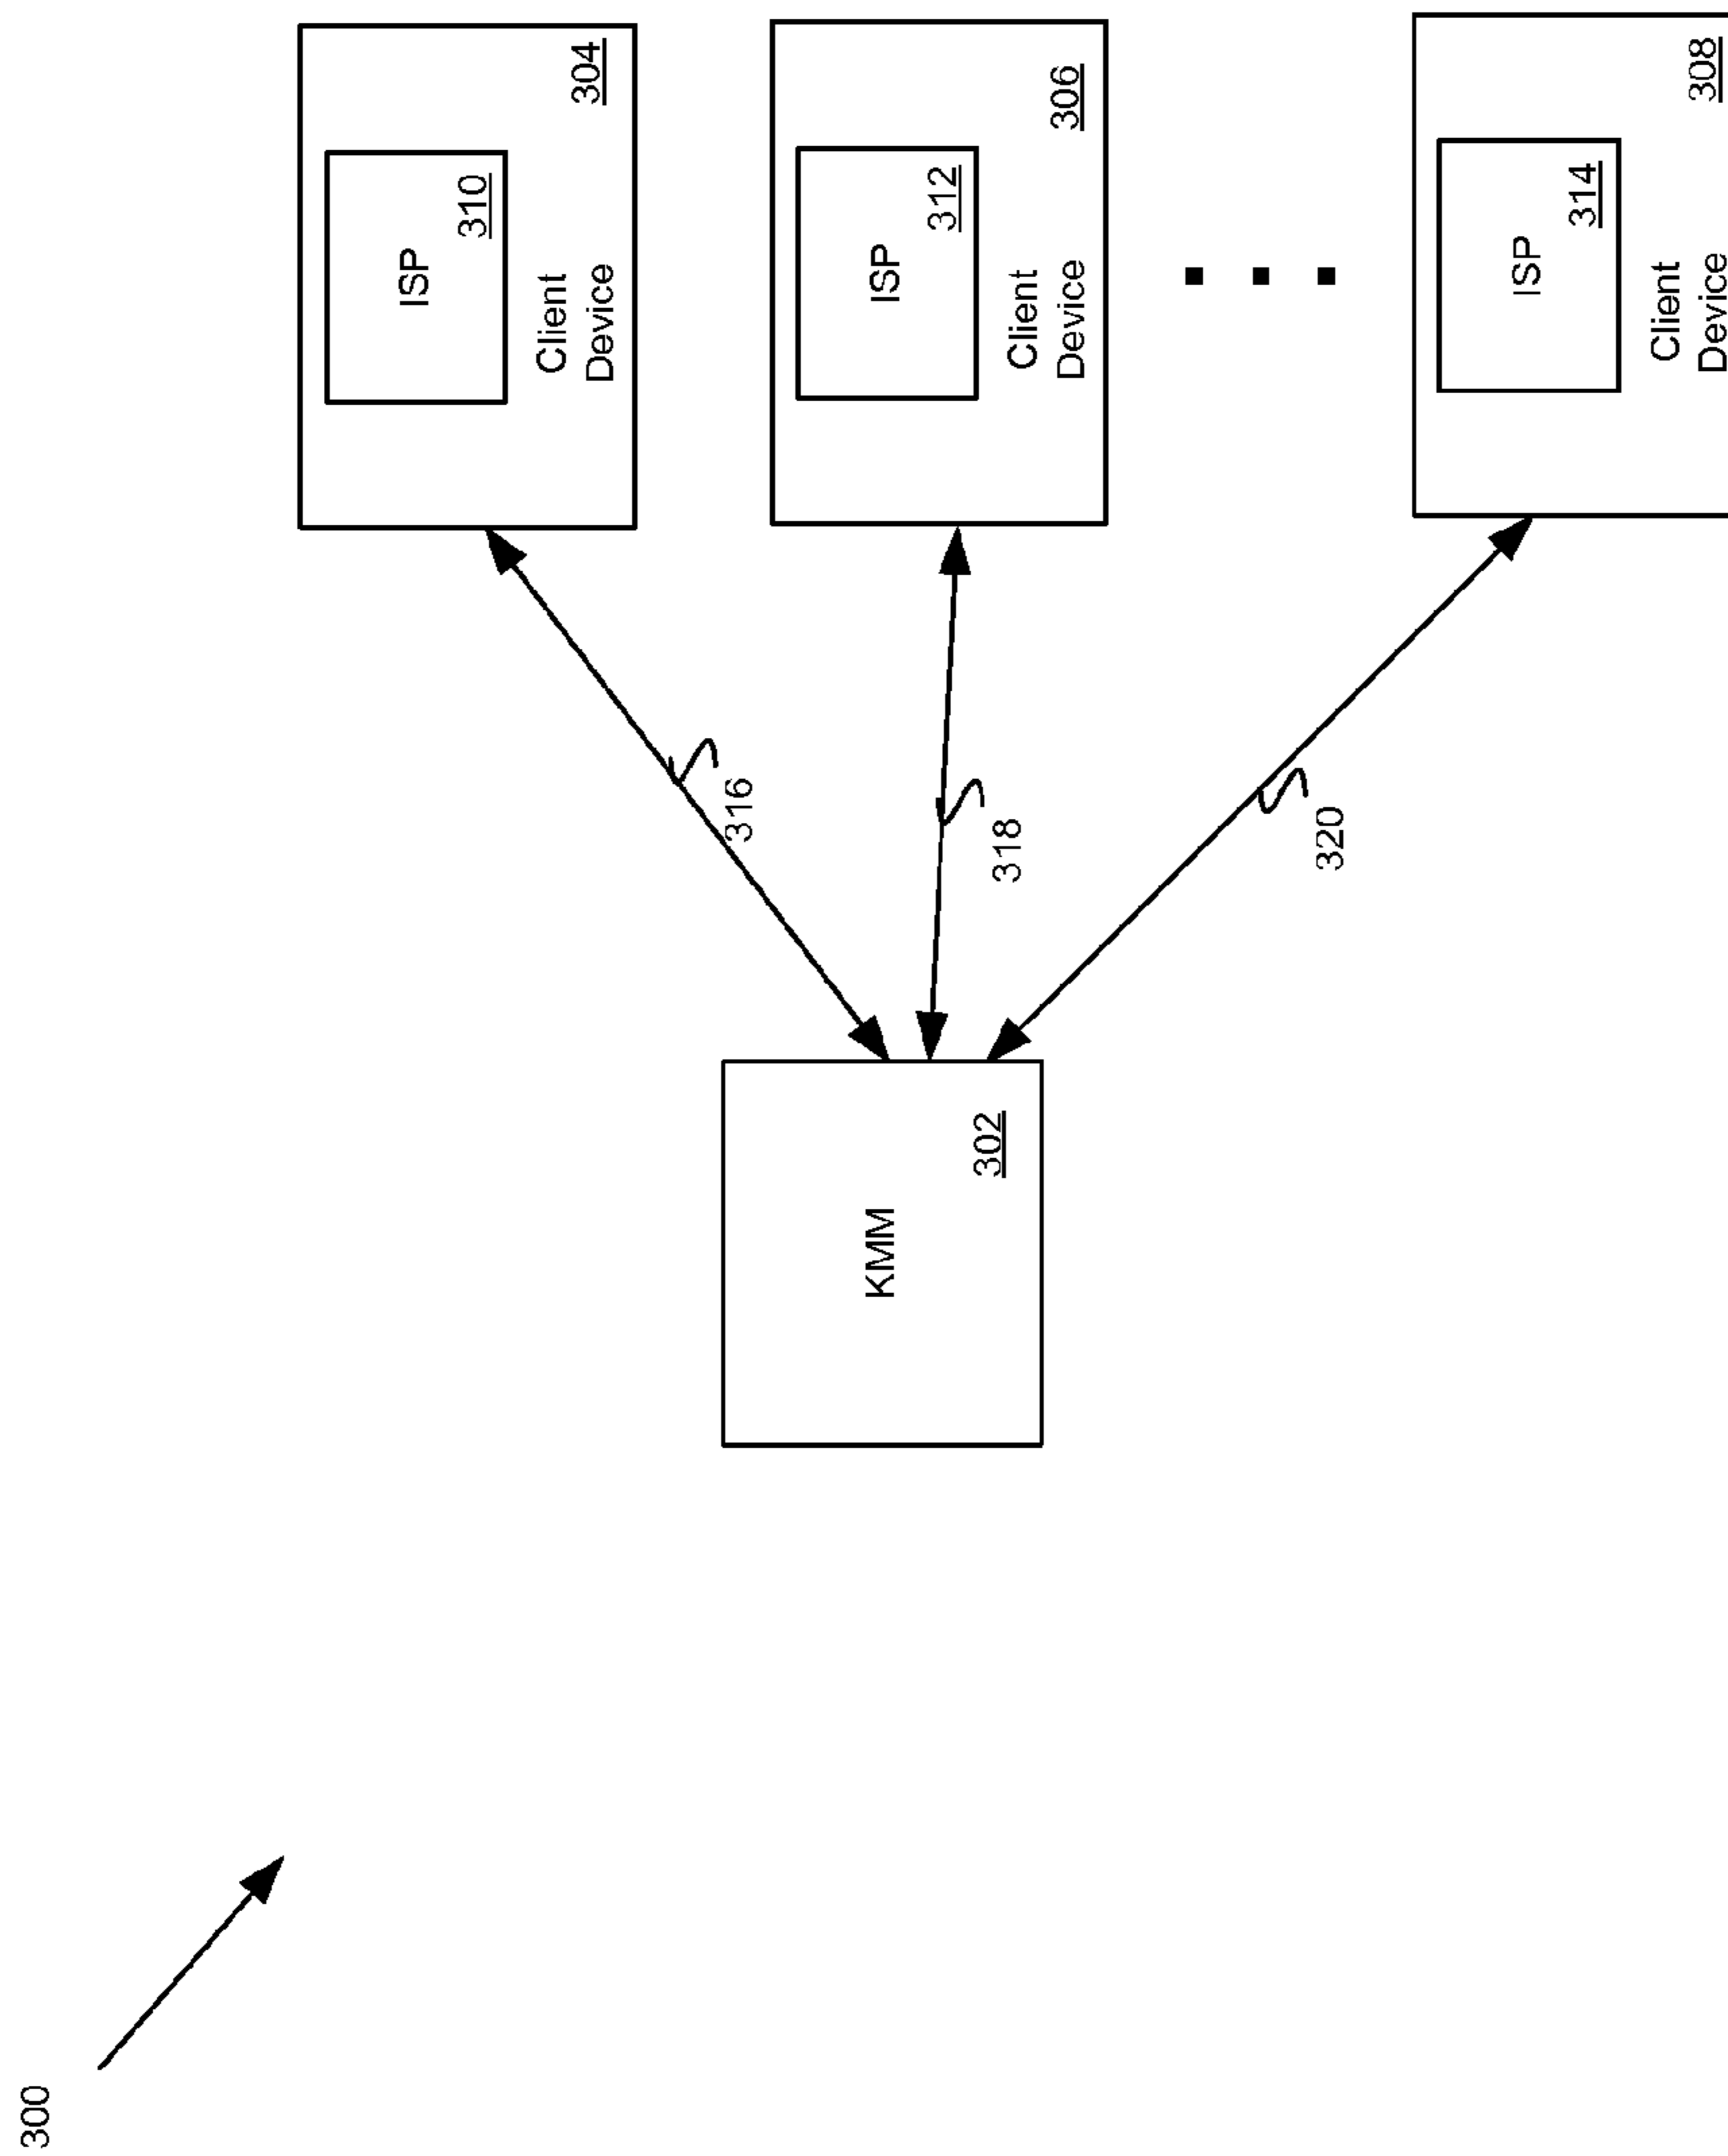 300
KMM
302
316
318
320
ISP
310
Client
Device
304
ISP
312
Client
Device
306
ISP
314
Client
Device
308